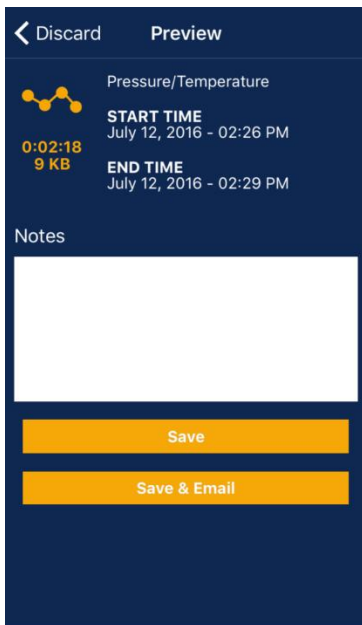 Discard Preview
Pressure/Temperature
START TIME
July 12, 2016 - 02:26 PM
0:02:18
9 KB
END TIME
July 12, 2016 - 02:29 PM
Notes
Save
Save & Email